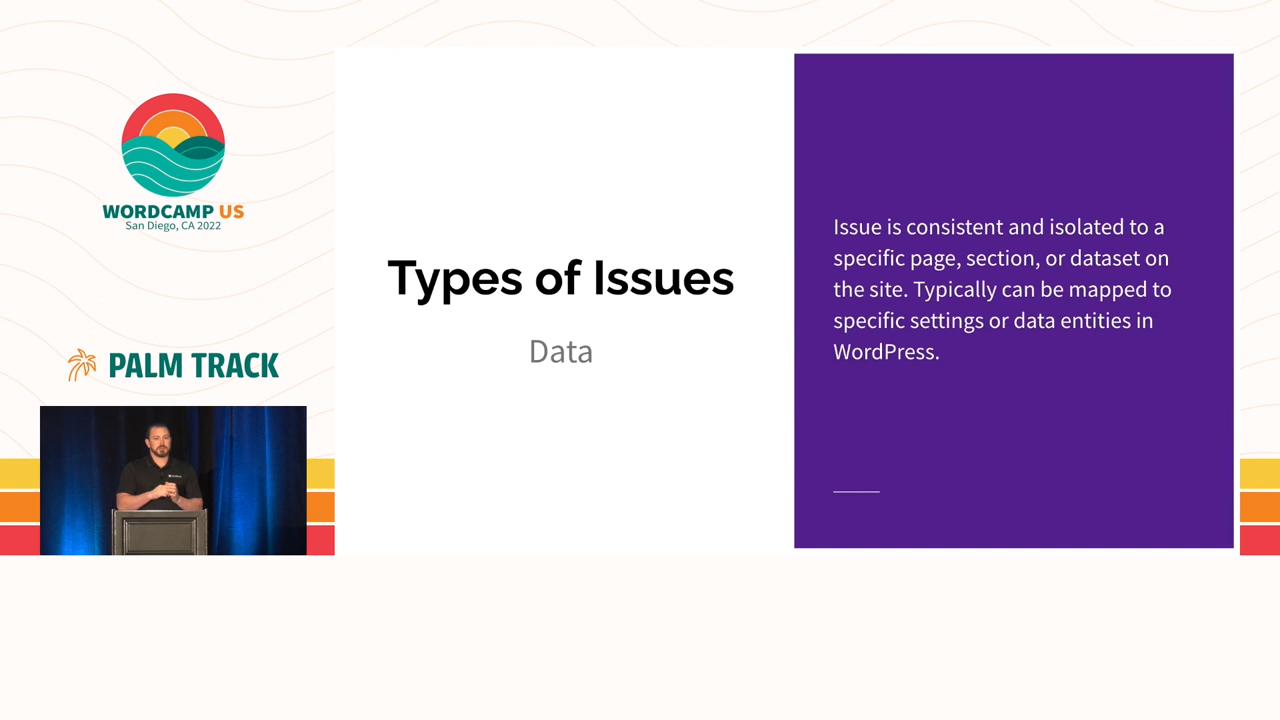 WORDCAMP US
San Diego, CA 2022
PALM TRACK
Types of Issues
Data
Issue is consistent and isolated to a
specific page, section, or dataset on
the site. Typically can be mapped to
specific settings or data entities in
WordPress.